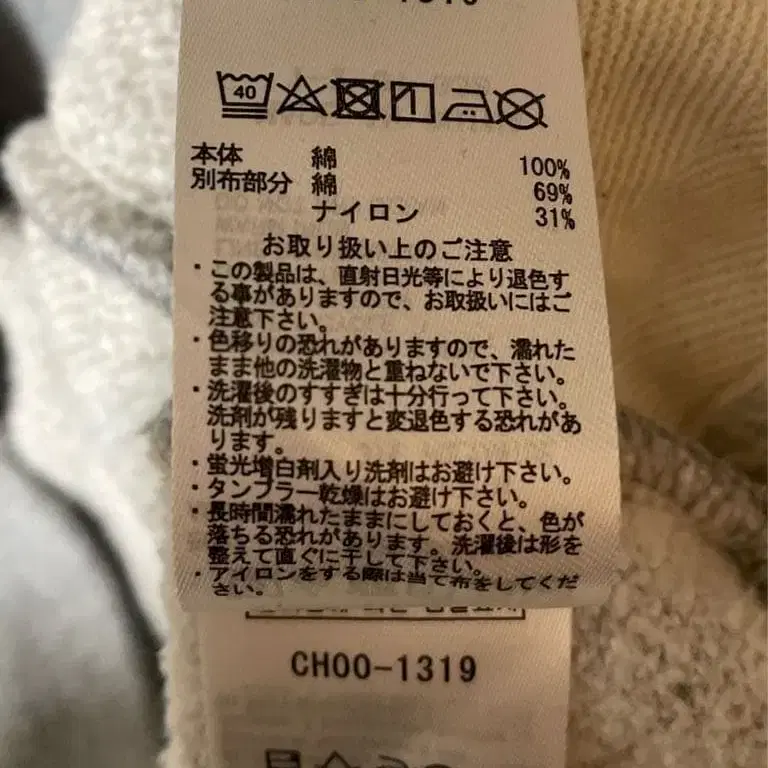 40
本体 綿 100%
別布部分 綿 69%
ナイロン 31%
お取り扱い上のご注意
・この製品は、直射日光等により退色す
る事がありますので、お取扱いにはご
注意下さい。
・色移りの恐れがありますので、濡れた
まま他の洗濯物と重ねないで下さい。
・洗濯後のすすぎは十分行って下さい。
洗剤が残りますと変退色する恐れがあ
ります。
・蛍光増白剤入り洗剤はお避け下さい。
・タンブラー乾燥はお避け下さい。
・長時間濡れたままにしておくと、色が
落ちる恐れがあります。洗濯後は形を
整えて直ぐに干して下さい。
・アイロンをする際は当て布をしてくだ
さい。
CH00-1319